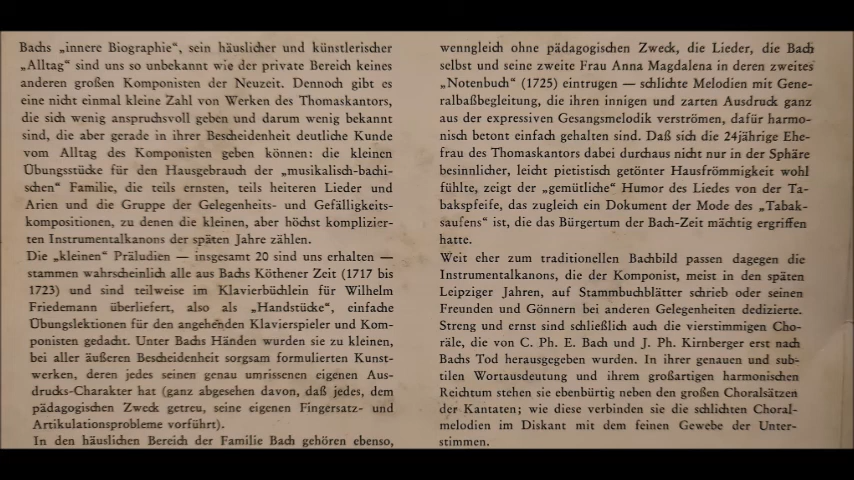 Bachs „innere Biographie“, sein häuslicher und künstlerischer
„Alltag“ sind uns so unbekannt wie der private Bereich keines
anderen großen Komponisten der Neuzeit. Dennoch gibt es
eine nicht einmal kleine Zahl von Werken des Thomaskantors,
die sich wenig anspruchsvoll geben und darum wenig bekannt
sind, die aber gerade in ihrer Bescheidenheit deutliche Kunde
vom Alltag des Komponisten geben können: die kleinen
Übungsstücke für den Hausgebrauch der „musikalisch-bachi-
schen“ Familie, die teils ernsten, teils heiteren Lieder und
Arien und die Gruppe der Gelegenheits- und Gefälligkeits-
kompositionen, zu denen die kleinen, aber höchst komplizier-
ten Instrumentalkanons der späten Jahre zählen.
Die „kleinen“ Präludien — insgesamt 20 sind uns erhalten —
stammen wahrscheinlich alle aus Bachs Köthener Zeit (1717 bis
1723) und sind teilweise im Klavierbüchlein für Wilhelm
Friedemann überliefert, also als „Handstücke“, einfache
Übungslektionen für den angehenden Klavierspieler und Kom-
ponisten gedacht. Unter Bachs Händen wurden sie zu kleinen,
bei aller äußeren Bescheidenheit sorgsam formulierten Kunst-
werken, deren jedes seinen genau umrissenen eigenen Aus-
drucks-Charakter hat (ganz abgesehen davon, daß jedes, dem
pädagogischen Zweck getreu, seine eigenen Fingersatz- und
Artikulationsprobleme vorführt).
In den häuslichen Bereich der Familie Bach gehören ebenso,
wenngleich ohne pädagogischen Zweck, die Lieder, die Bach
selbst und seine zweite Frau Anna Magdalena in deren zweites
„Notenbuch“ (1725) eintrugen — schlichte Melodien mit Gene-
ralbaßbegleitung, die ihren innigen und zarten Ausdruck ganz
aus der expressiven Gesangsmelodik verströmen, dafür harmo-
nisch betont einfach gehalten sind. Daß sich die 24jährige Ehe-
frau des Thomaskantors dabei durchaus nicht nur in der Sphäre
besinnlicher, leicht pietistisch getönter Hausfrömmigkeit wohl
fühlte, zeigt der „gemütliche“ Humor des Liedes von der Ta-
bakspfeife, das zugleich ein Dokument der Mode des „Tabak-
saufens“ ist, die das Bürgertum der Bach-Zeit mächtig ergriffen
hatte.
Weit eher zum traditionellen Bachbild passen dagegen die
Instrumentalkanons, die der Komponist, meist in den späten
Leipziger Jahren, auf Stammbuchblätter schrieb oder seinen
Freunden und Gönnern bei anderen Gelegenheiten dedizierte.
Streng und ernst sind schließlich auch die vierstimmigen Cho-
räle, die von C. Ph. E. Bach und J. Ph. Kirnberger erst nach
Bachs Tod herausgegeben wurden. In ihrer genauen und sub-
tilen Wortausdeutung und ihrem großartigen harmonischen
Reichtum stehen sie ebenbürtig neben den großen Choralsätzen
der Kantaten; wie diese verbinden sie die schlichten Choral-
melodien im Diskant mit dem feinen Gewebe der Unter-
stimmen.